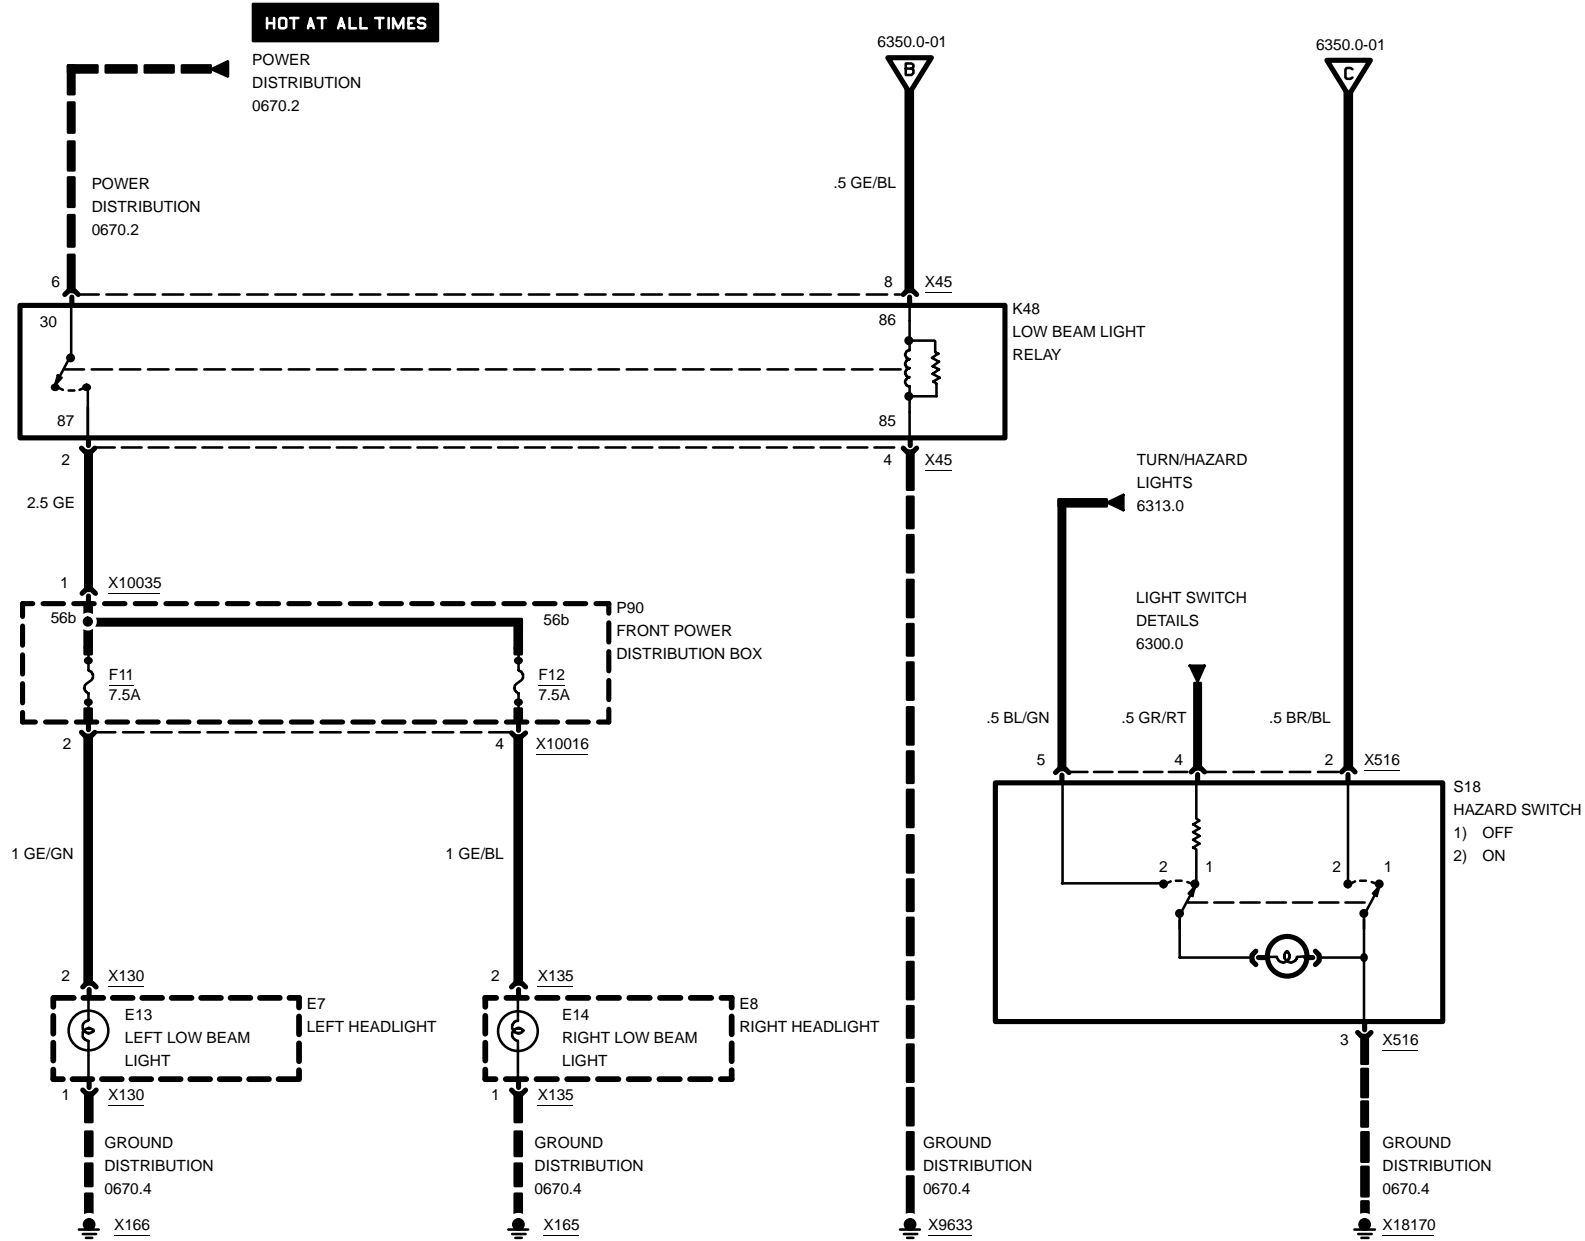 HOT AT ALL TIMES
POWER
DISTRIBUTION
0670.2
6350.0-01
B
6350.0-01
C
POWER
DISTRIBUTION
0670.2
.5 GE/BL
6
8
X45
30
86
K48
LOW BEAM LIGHT
RELAY
87
85
2
4
X45
2.5 GE
TURN/HAZARD
LIGHTS
6313.0
1
X10035
56b
56b
P90
FRONT POWER
DISTRIBUTION BOX
F11
7.5A
F12
7.5A
LIGHT SWITCH
DETAILS
6300.0
.5 BL/GN
.5 GR/RT
.5 BR/BL
2
4
X10016
5
4
2
X516
S18
HAZARD SWITCH
1) OFF
2) ON
1 GE/GN
1 GE/BL
2
1
2
1
2
X130
2
X135
E13
LEFT LOW BEAM
LIGHT
E7
LEFT HEADLIGHT
E14
RIGHT LOW BEAM
LIGHT
E8
RIGHT HEADLIGHT
3
X516
1
X130
1
X135
GROUND
DISTRIBUTION
0670.4
GROUND
DISTRIBUTION
0670.4
GROUND
DISTRIBUTION
0670.4
GROUND
DISTRIBUTION
0670.4
X166
X165
X9633
X18170